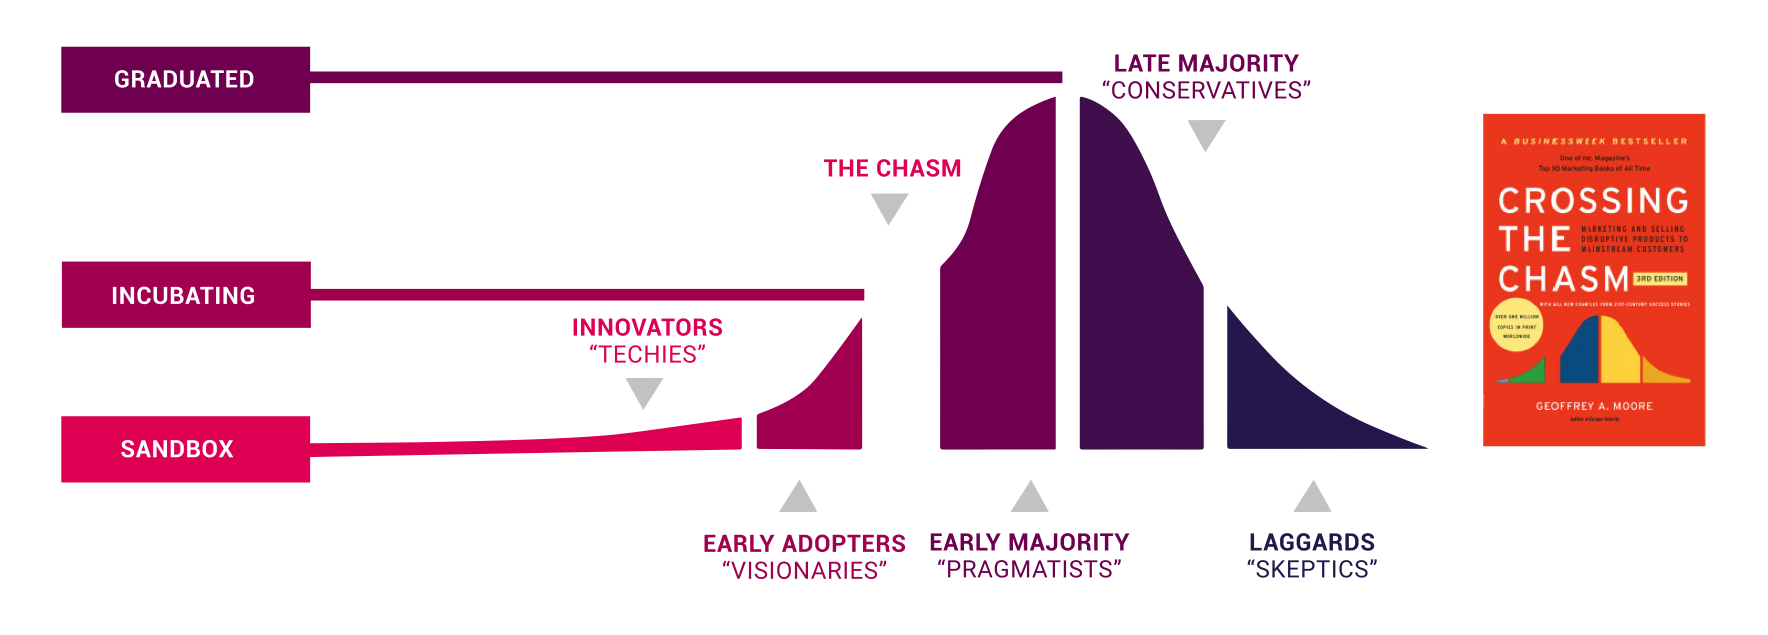 GRADUATED
LATE MAJORITY
“CONSERVATIVES”
THE CHASM
INCUBATING
INNOVATORS
“TECHIES”
SANDBOX
EARLY ADOPTERS
“VISIONARIES”
EARLY MAJORITY
“PRAGMATISTS”
LAGGARDS
“SKEPTICS”
A BUSINESSWEEK BESTSELLER
One of Inc. Magazine's
Top 10 Marketing Books of All Time
CROSSING
THE
MARKETING AND SELLING
DISRUPTIVE PRODUCTS TO
MAINSTREAM CUSTOMERS
CHASM
3RD EDITION
WITH ALL NEW EXAMPLES FROM 21ST-CENTURY SUCCESS STORIES
OVER ONE MILLION
COPIES IN PRINT
WORLDWIDE
GEOFFREY A. MOORE
Author of Escape Velocity